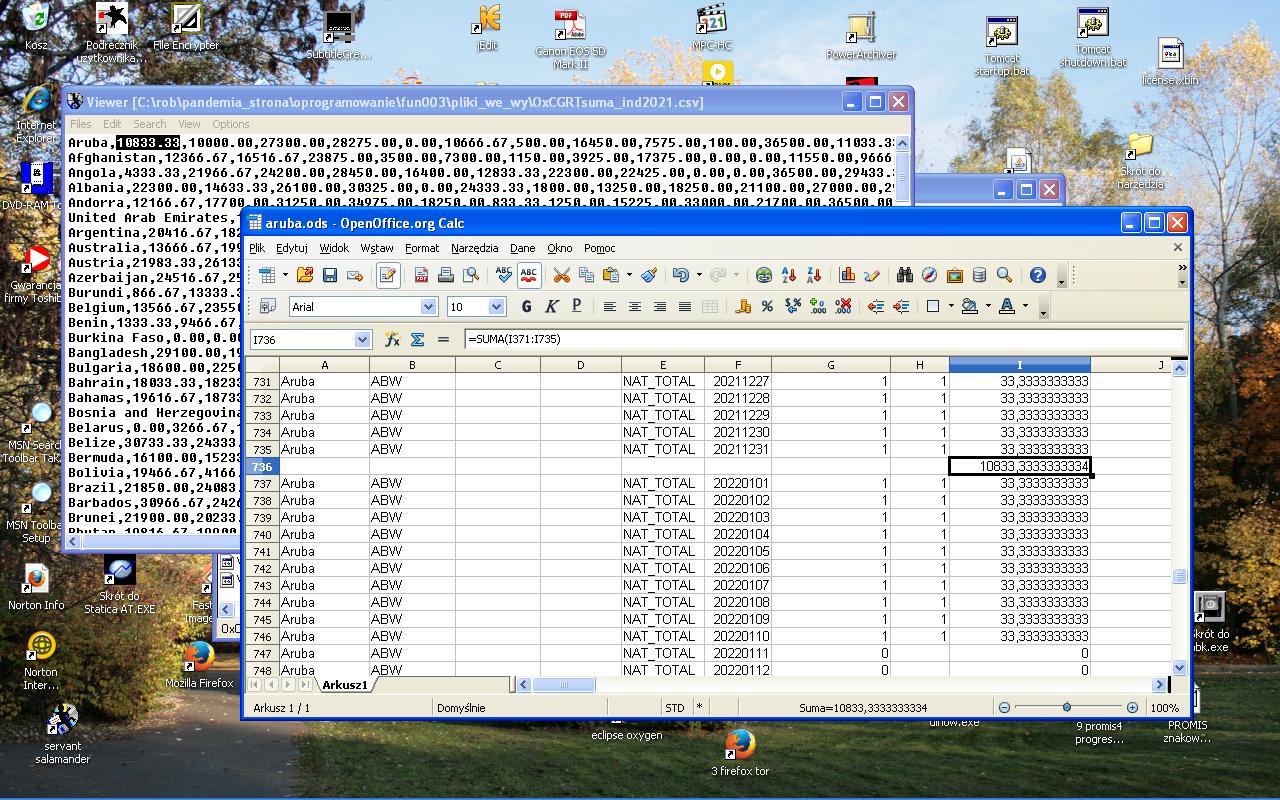 Kosz
Podręcznik
użytkownika...
File Encrypter
SubtitleCre...
jEdit
Canon EOS 5D
Mark II
MPC-HC
PowerArchiver
Tomcat
startup.bat
Tomcat
shutdown.bat
license.xbin
Internet
Explorer
DVD-RAM To
Gwarancja
firmy Toshib
MSN Search
Toolbar Tak
MSN Toolba
Setup
Norton Info
Skrót do
Statica AT.EXE
Fast
Image
Norton
Inter...
Mozilla Firefox
servant
salamander
Skrót do
narzedzia
Viewer [C:\rob\pandemia_strona\oprogramowanie\fun003\pliki_we_wy\OxCGRTsuma_ind2021.csv]
Files Edit Search View Options
Aruba,10833.33,10000.00,27300.00,28275.00,0.00,10666.67,500.00,16450.00,7575.00,100.00,36500.00,11033.3
Afghanistan,12366.67,16516.67,23875.00,3500.00,7300.00,1150.00,3925.00,17375.00,0.00,0.00,11550.00,9666
Angola,4333.33,21966.67,24200.00,28450.00,16400.00,12833.33,22300.00,22425.00,0.00,0.00,36500.00,29433.
Albania,22300.00,14633.33,26100.00,30325.00,0.00,24333.33,1800.00,13250.00,18250.00,21100.00,27000.00,2
Andorra,12166.67,17700.00,31250.00,34975.00,18250.00,833.33,1250.00,15225.00,33000.00,21700.00,36500.00
United Arab Emirates,
Argentina,20416.67,182
Australia,13666.67,199
Austria,21983.33,26133
Azerbaijan,24516.67,25
Burundi,866.67,13333.3
Belgium,13566.67,23550
Benin,1333.33,9466.67
Burkina Faso,0.00,0.00
Bangladesh,29100.00,19
Bulgaria,18600.00,2250
Bahrain,18033.33,18233
Bahamas,19616.67,18733
Bosnia and Herzegovina
Belarus,0.00,3266.67,1
Belize,30733.33,24333
Bermuda,16100.00,15233
Bolivia,19466.67,4166
Brazil,21850.00,24083
Barbados,30966.67,2426
Brunei,21900.00,20233
Bhutan,10816.67,10000
aruba.ods - OpenOffice.org Calc
Plik Edytuj Widok Wstaw Format Narzędzia Dane Okno Pomoc
Arial 10
I736 =SUMA(I371:I735)
A B C D E F G H I J
731 Aruba ABW NAT_TOTAL 20211227 1 1 33,3333333333
732 Aruba ABW NAT_TOTAL 20211228 1 1 33,3333333333
733 Aruba ABW NAT_TOTAL 20211229 1 1 33,3333333333
734 Aruba ABW NAT_TOTAL 20211230 1 1 33,3333333333
735 Aruba ABW NAT_TOTAL 20211231 1 1 33,3333333333
736 10833,3333333334
737 Aruba ABW NAT_TOTAL 20220101 1 1 33,3333333333
738 Aruba ABW NAT_TOTAL 20220102 1 1 33,3333333333
739 Aruba ABW NAT_TOTAL 20220103 1 1 33,3333333333
740 Aruba ABW NAT_TOTAL 20220104 1 1 33,3333333333
741 Aruba ABW NAT_TOTAL 20220105 1 1 33,3333333333
742 Aruba ABW NAT_TOTAL 20220106 1 1 33,3333333333
743 Aruba ABW NAT_TOTAL 20220107 1 1 33,3333333333
744 Aruba ABW NAT_TOTAL 20220108 1 1 33,3333333333
745 Aruba ABW NAT_TOTAL 20220109 1 1 33,3333333333
746 Aruba ABW NAT_TOTAL 20220110 1 1 33,3333333333
747 Aruba ABW NAT_TOTAL 20220111 0 0
748 Aruba ABW NAT_TOTAL 20220112 0 0
Arkusz1
Arkusz 1 / 1 Domyślnie STD * Suma=10833,3333333334 100%
Skrót do
eclipse oxygen
3 firefox tor
9 promis4
progres...
PROMIS
znakow...